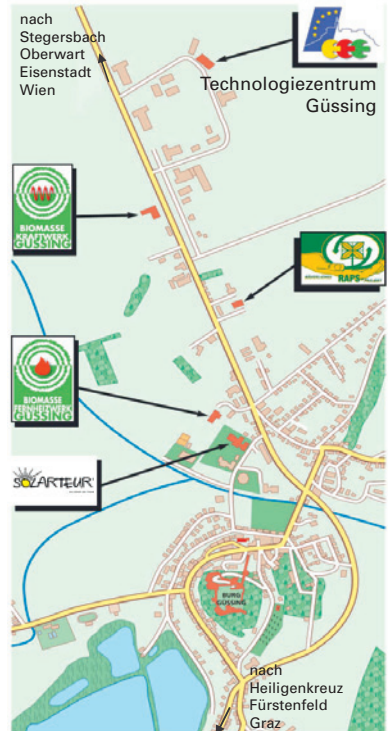 nach
Stegersbach
Oberwart
Eisenstadt
Wien
Technologiezentrum
Güssing
BIOMASSE
KRAFTWERK
GÜSSING
RAPS-
BIOMASSE
FERNHEIZWERK
GÜSSING
SOLARTEUR
BURG
GÜSSING
nach
Heiligenkreuz
Fürstenfeld
Graz